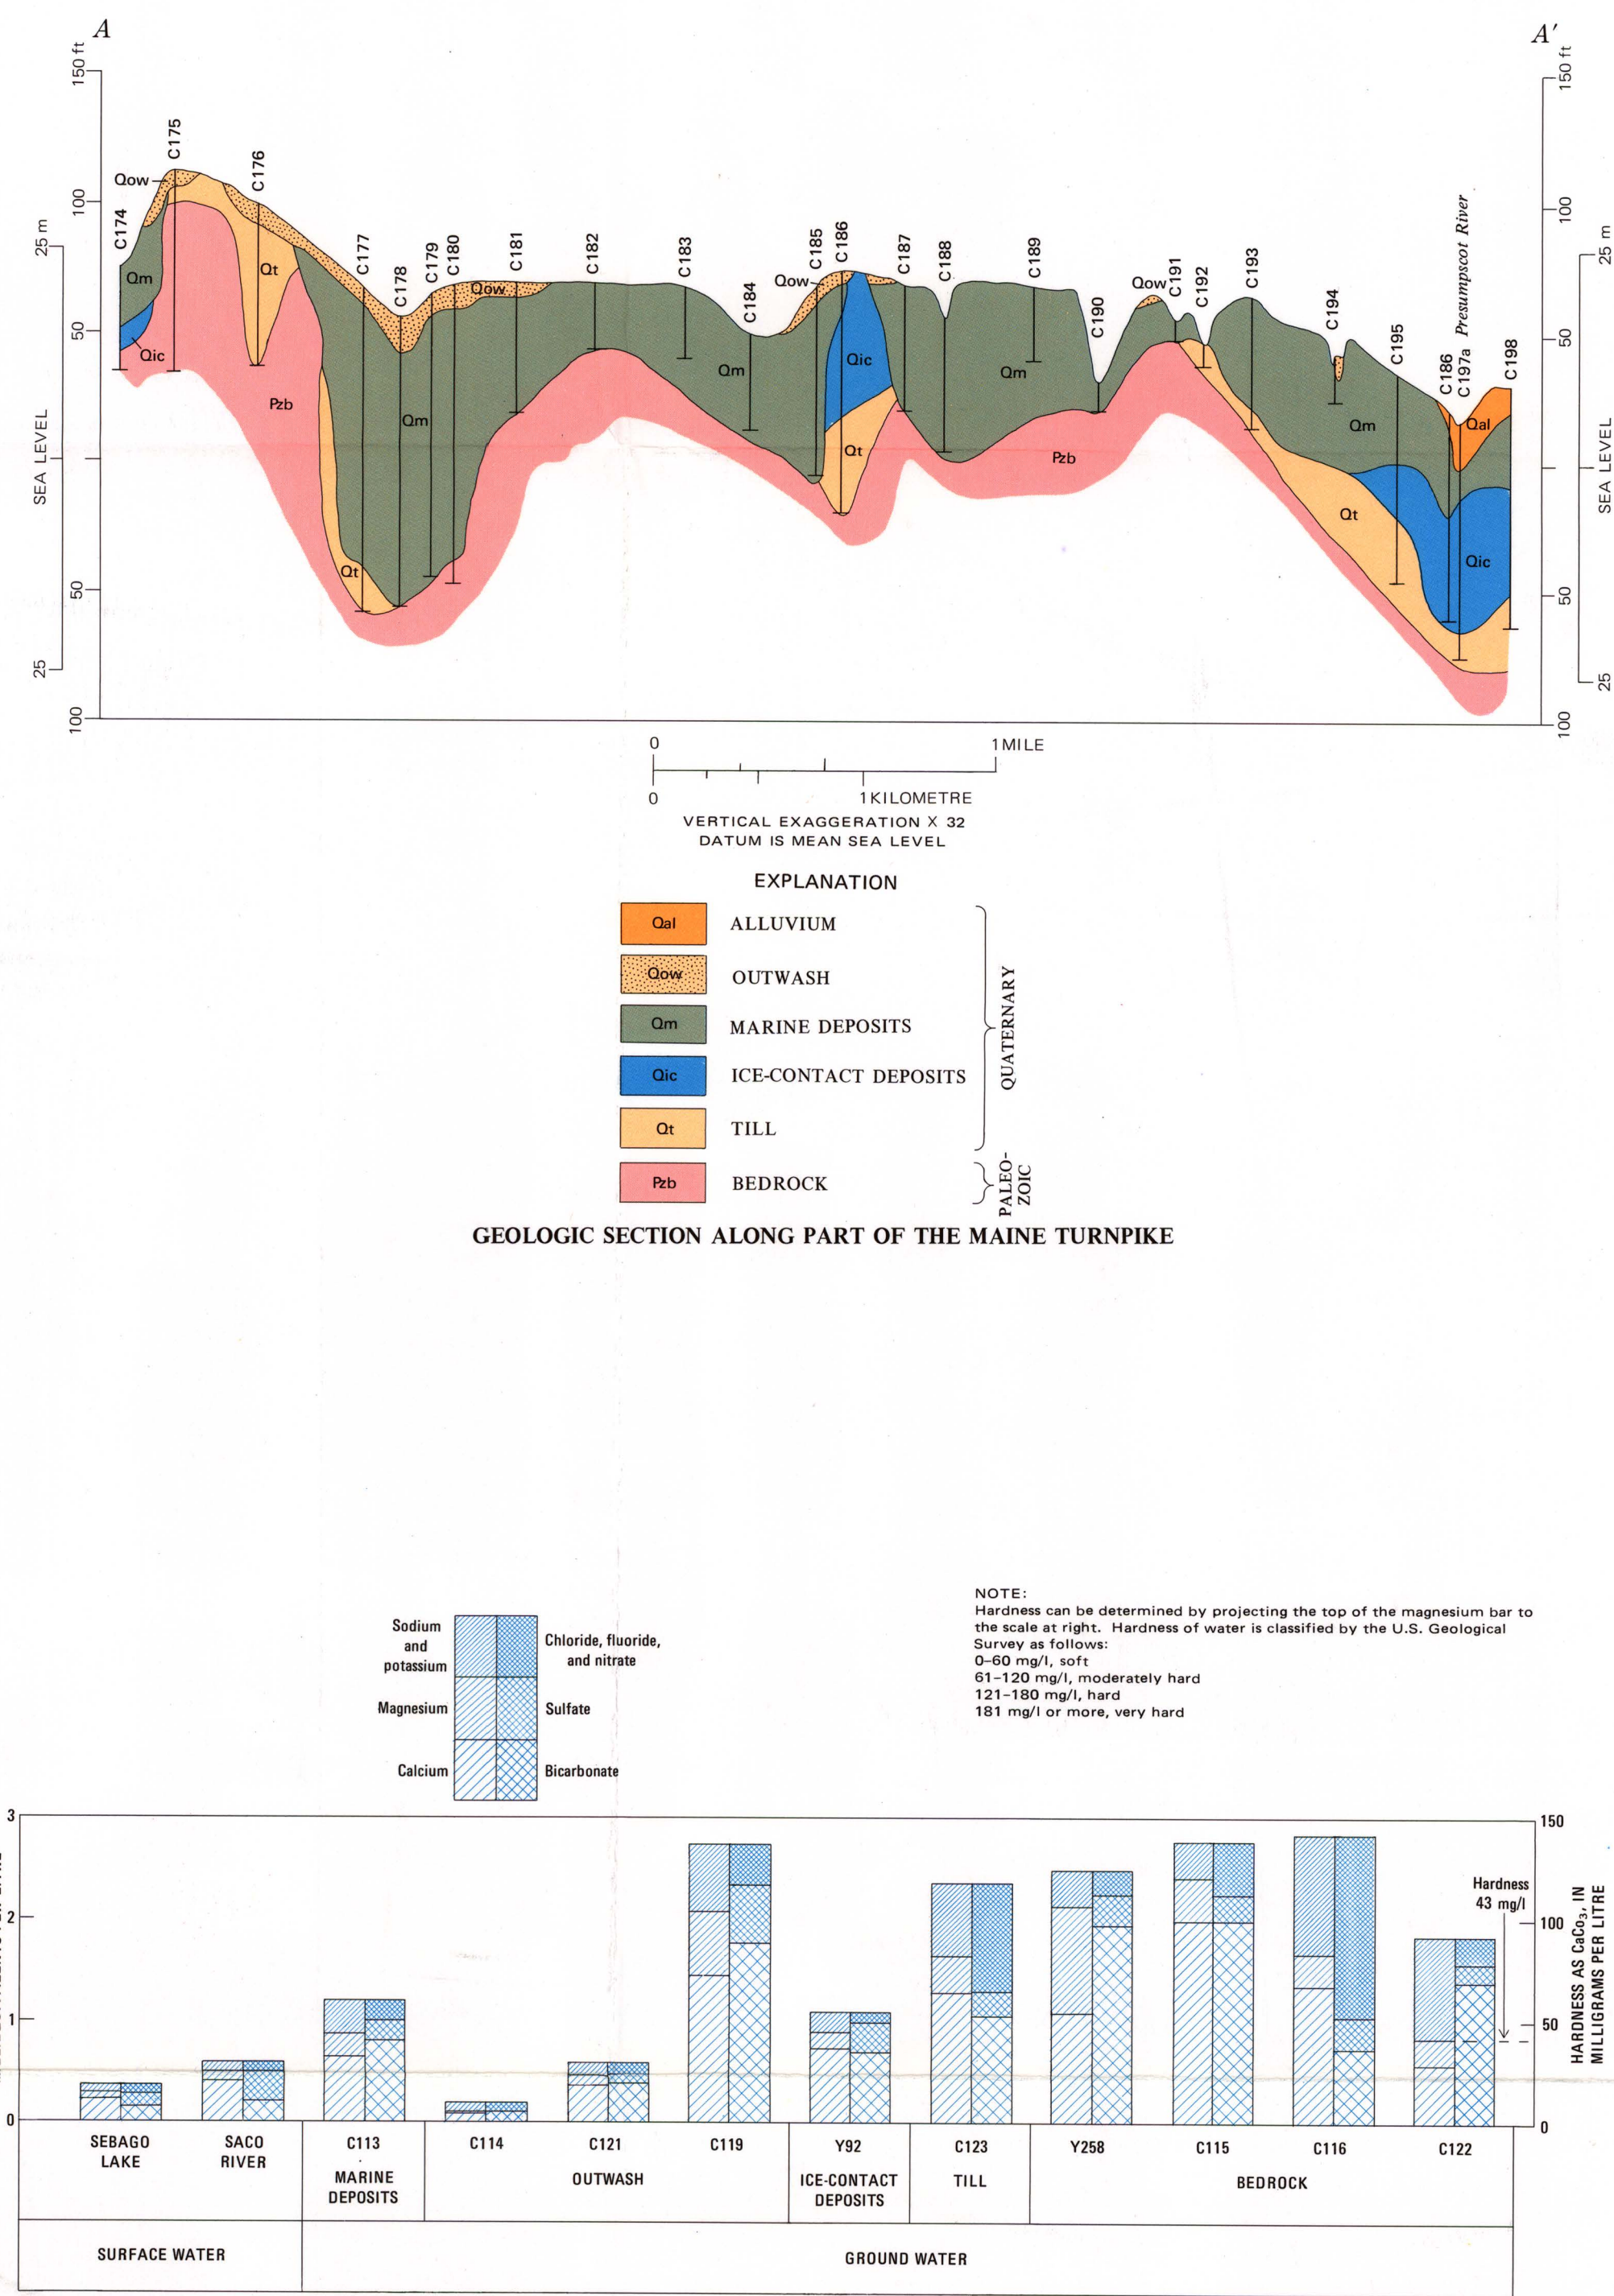 A
A'
150 ft
100
50
SEA LEVEL
50
100
25 m
25
C174
Qow
C175
C176
C177
C178
C179
C180
C181
C182
C183
C184
Qow
C185
C186
C187
C188
C189
C190
Qow
C191
C192
C193
C194
C195
C186
C197a
Presumpscot River
C198
150 ft
100
50
SEA LEVEL
50
100
25 m
25
Qm
Qic
Qt
Pzb
Qt
Qm
Qow
Qm
Qic
Qt
Qm
Pzb
Qm
Qt
Qal
Qic
0 1 MILE
0 1 KILOMETRE
VERTICAL EXAGGERATION X 32
DATUM IS MEAN SEA LEVEL
EXPLANATION
Qal ALLUVIUM
Qow OUTWASH
Qm MARINE DEPOSITS
Qic ICE-CONTACT DEPOSITS
Qt TILL
QUATERNARY
Pzb BEDROCK
PALEO-
ZOIC
GEOLOGIC SECTION ALONG PART OF THE MAINE TURNPIKE
NOTE:
Hardness can be determined by projecting the top of the magnesium bar to
the scale at right. Hardness of water is classified by the U.S. Geological
Survey as follows:
0–60 mg/l, soft
61–120 mg/l, moderately hard
121–180 mg/l, hard
181 mg/l or more, very hard
Sodium
and
potassium
Chloride, fluoride,
and nitrate
Magnesium
Sulfate
Calcium
Bicarbonate
3
2
1
0
150
100
50
0
Hardness
43 mg/l
HARDNESS AS CaCo3, IN
MILLIGRAMS PER LITRE
SEBAGO
LAKE
SACO
RIVER
C113
C114
C121
C119
Y92
C123
Y258
C115
C116
C122
MARINE
DEPOSITS
OUTWASH
ICE-CONTACT
DEPOSITS
TILL
BEDROCK
SURFACE WATER
GROUND WATER